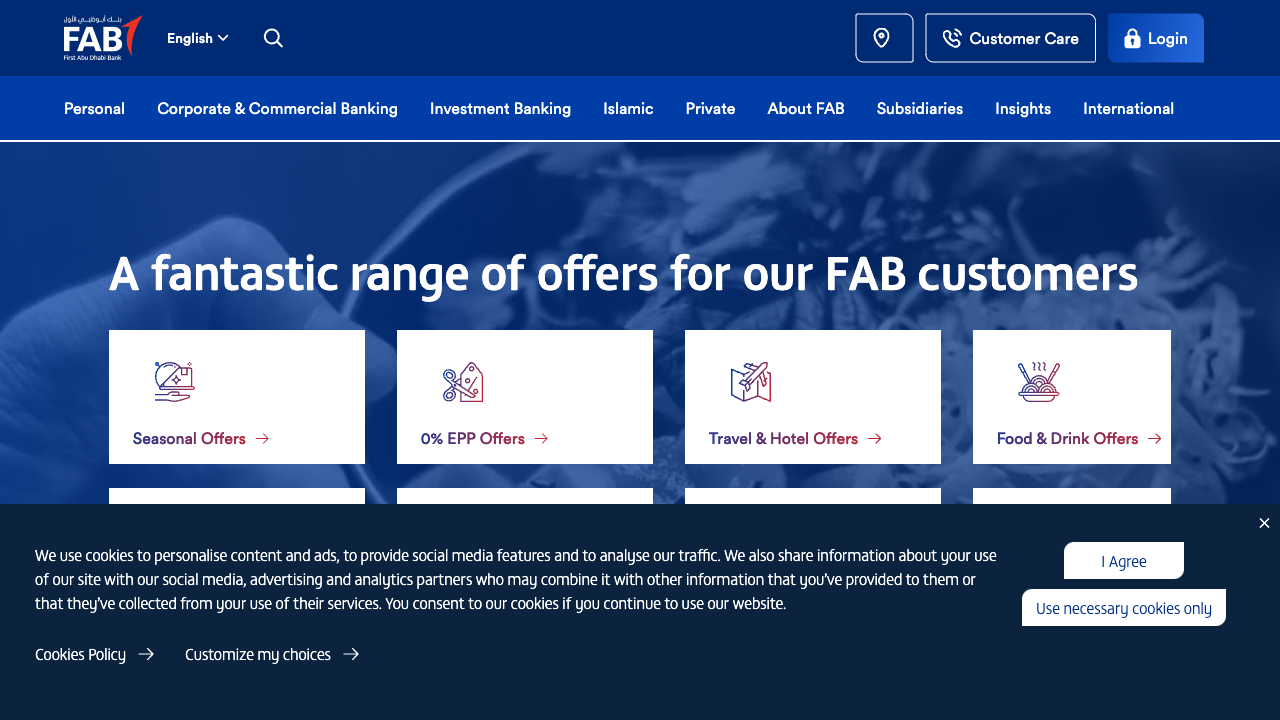 بنك أبوظبي الأول
FAB
First Abu Dhabi Bank
English
Customer Care
Login
Personal
Corporate & Commercial Banking
Investment Banking
Islamic
Private
About FAB
Subsidiaries
Insights
International
A fantastic range of offers for our FAB customers
Seasonal Offers
0% EPP Offers
Travel & Hotel Offers
Food & Drink Offers
We use cookies to personalise content and ads, to provide social media features and to analyse our traffic. We also share information about your use
of our site with our social media, advertising and analytics partners who may combine it with other information that you’ve provided to them or
that they’ve collected from your use of their services. You consent to our cookies if you continue to use our website.
I Agree
Use necessary cookies only
Cookies Policy
Customize my choices